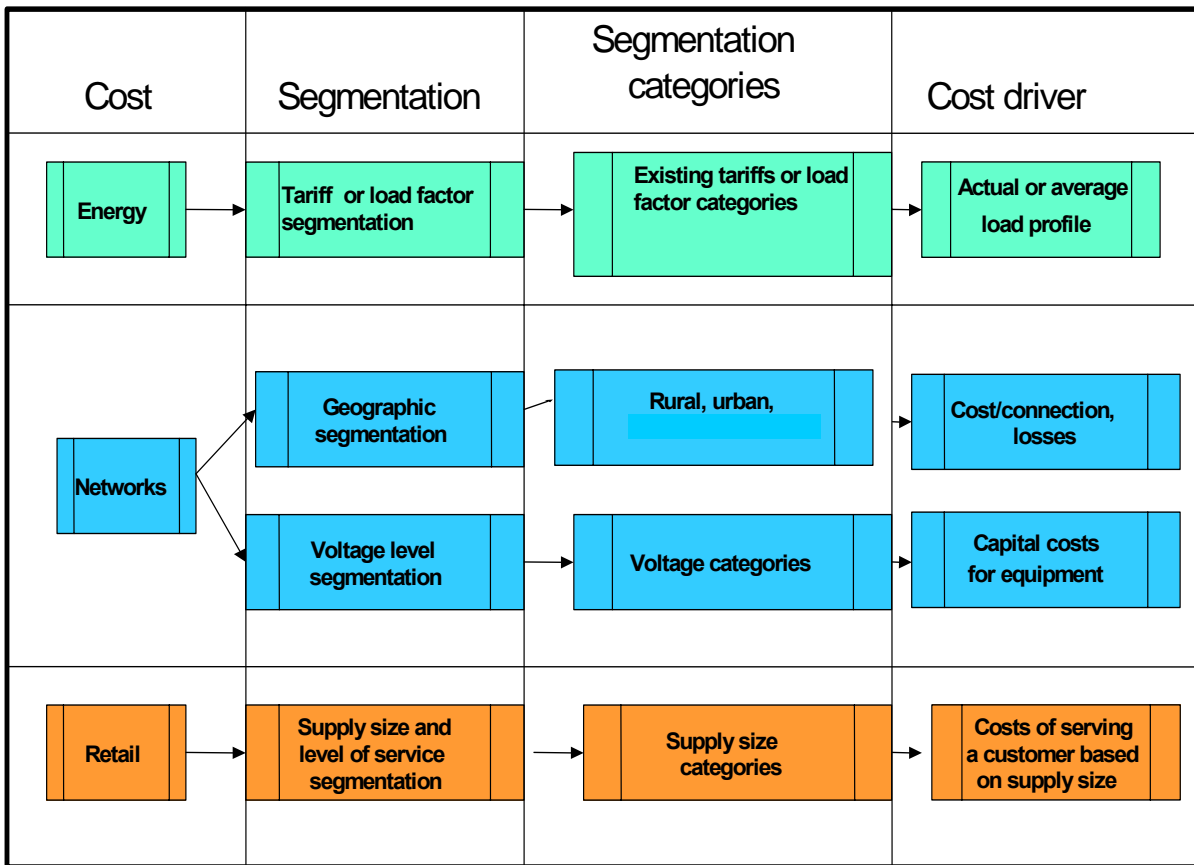 Cost
Segmentation
Segmentation
categories
Cost driver
Energy
Tariff or load factor
segmentation
Existing tariffs or load
factor categories
Actual or average
load profile
Networks
Geographic
segmentation
Rural, urban,
Cost/connection,
losses
Voltage level
segmentation
Voltage categories
Capital costs
for equipment
Retail
Supply size and
level of service
segmentation
Supply size
categories
Costs of serving
a customer based
on supply size